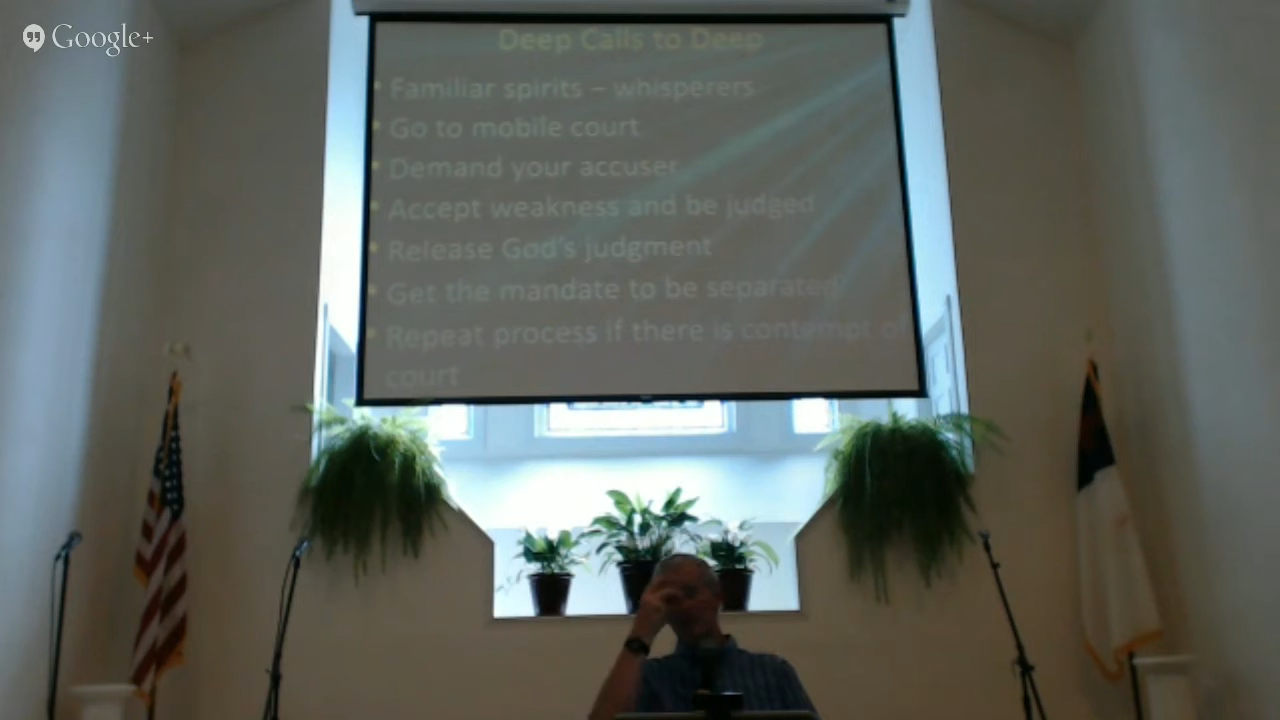 Google+
Deep Calls to Deep
• Familiar spirits – whisperers
• Go to mobile court
• Demand your accuser
• Accept weakness and be judged
• Release God's judgment
• Get the mandate to be separated
• Repeat process if there is contempt of
court